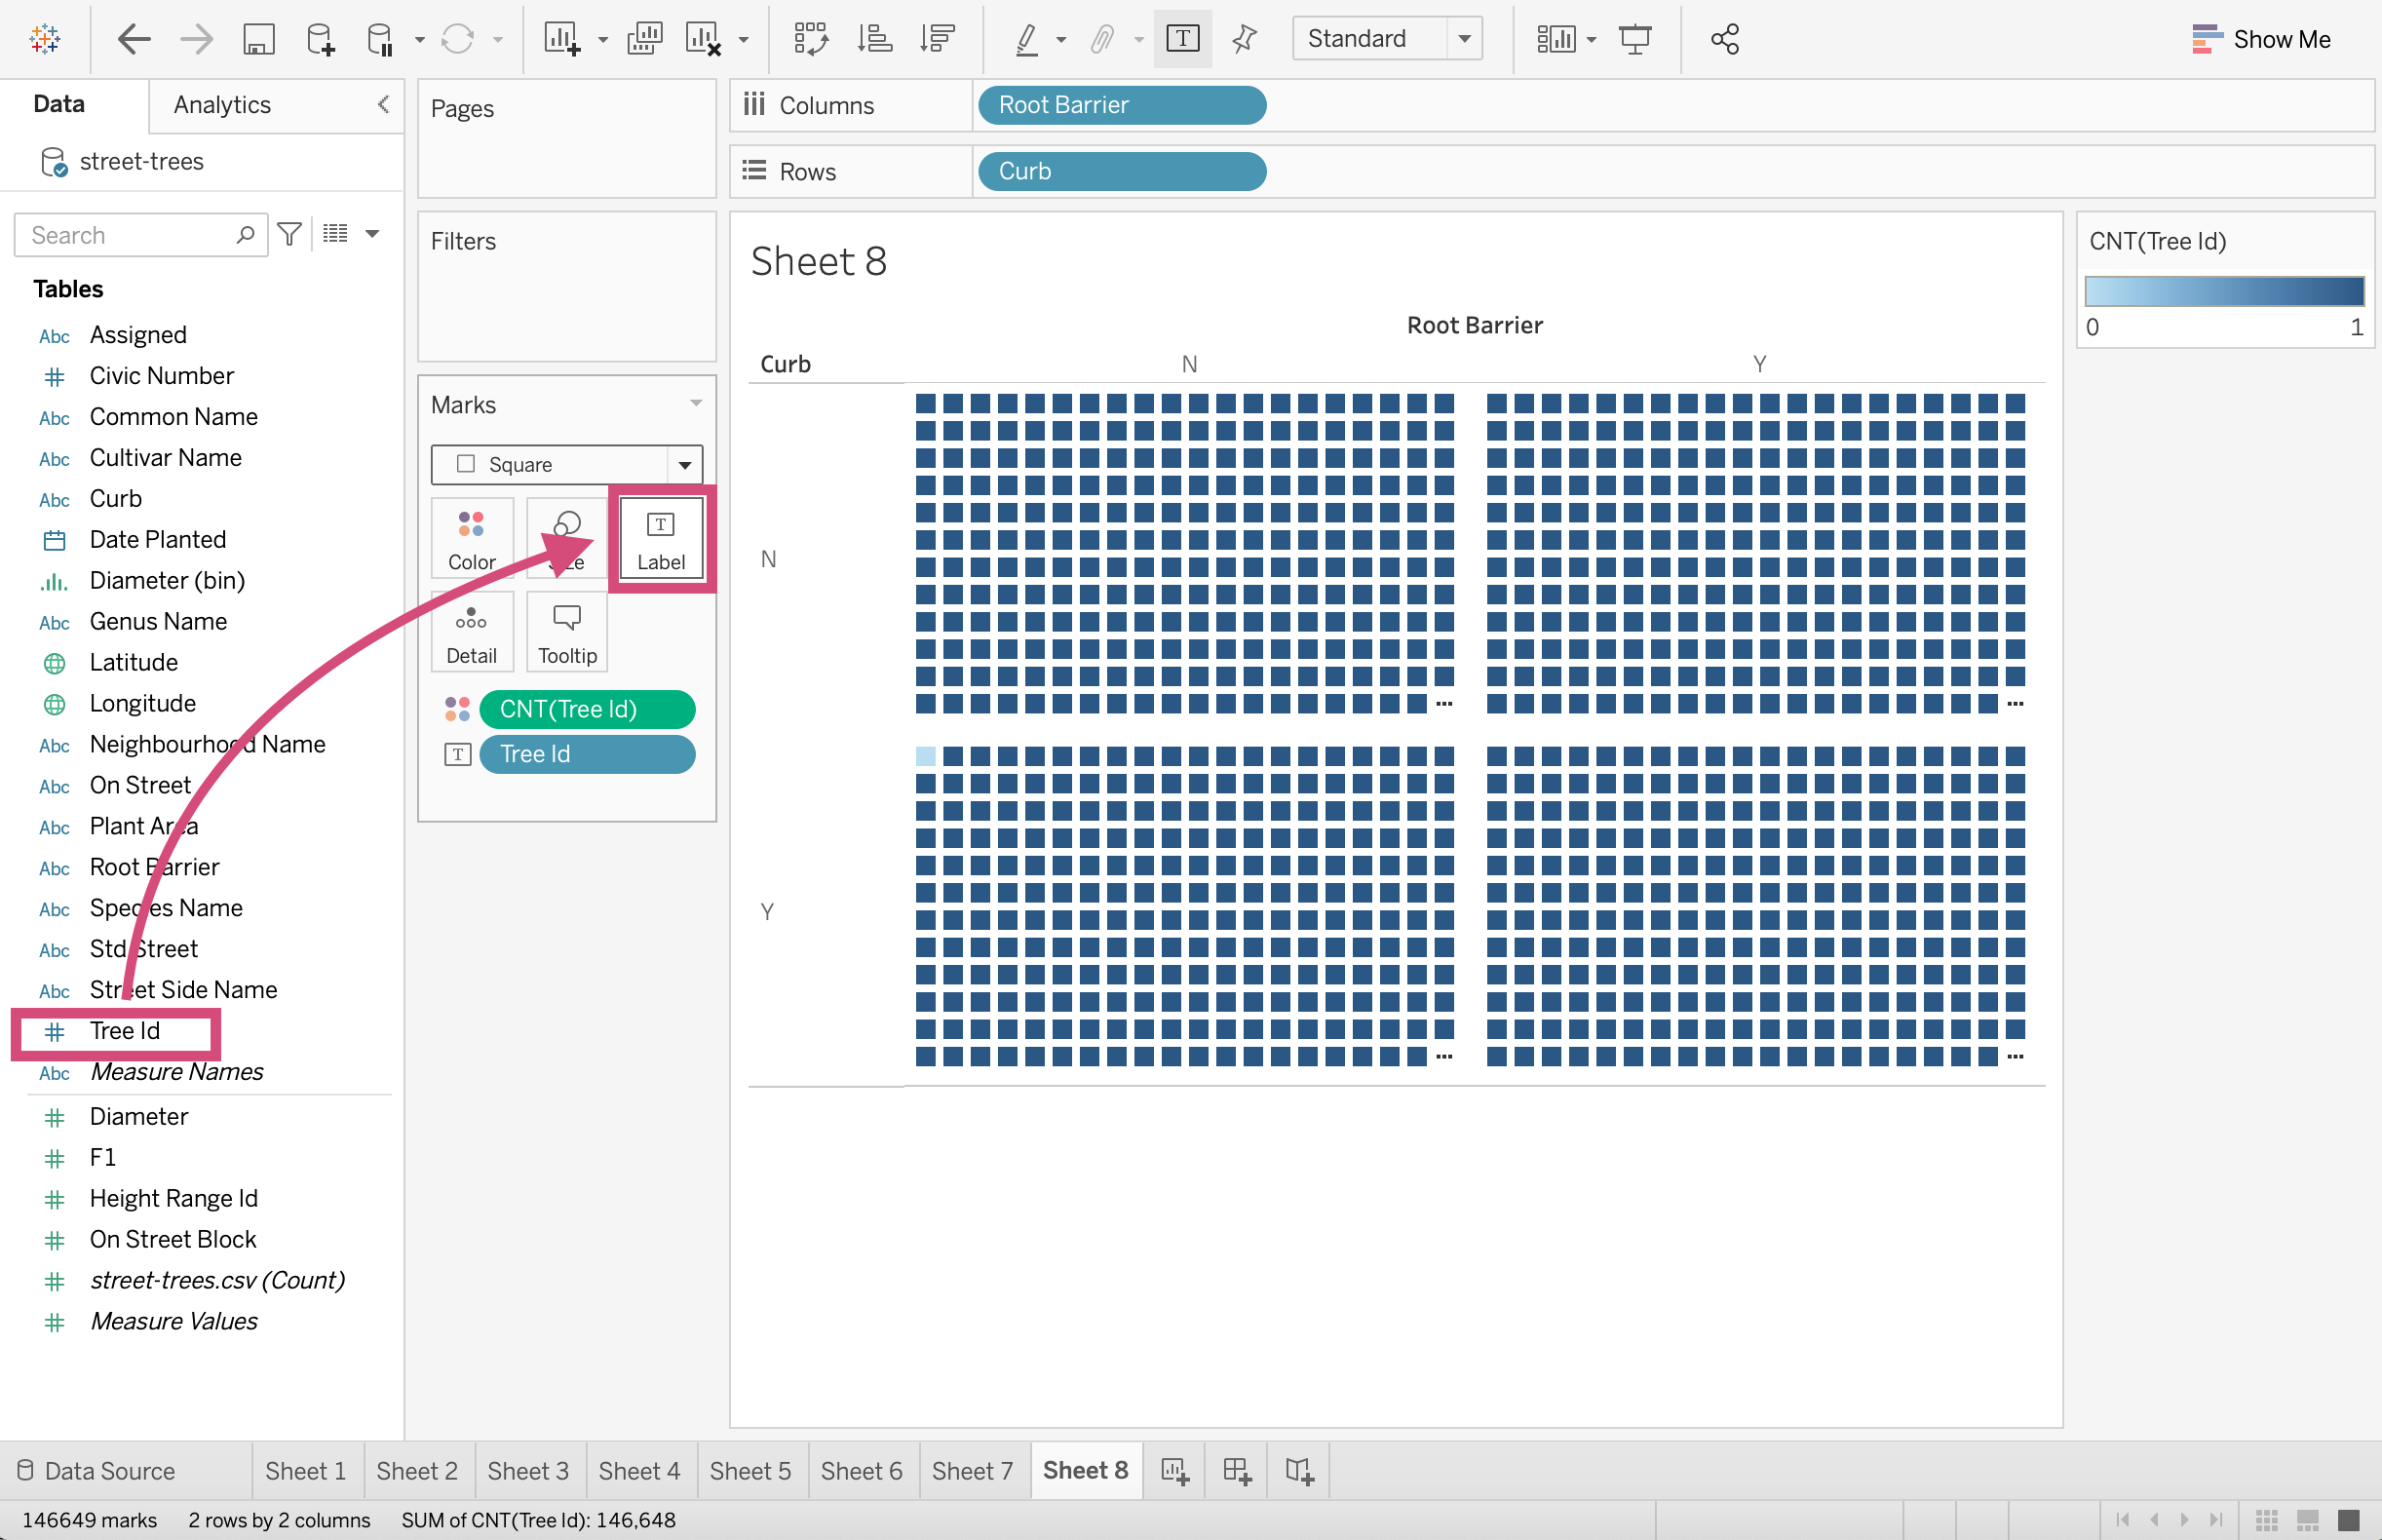 Standard
Show Me
Data
Analytics
street-trees
Search
Tables
Abc Assigned
Civic Number
Abc Common Name
Abc Cultivar Name
Abc Curb
Date Planted
Diameter (bin)
Abc Genus Name
Latitude
Longitude
Abc Neighbourhood Name
Abc On Street
Abc Plant Area
Abc Root Barrier
Abc Species Name
Abc Std Street
Abc Street Side Name
Tree Id
Abc Measure Names
Diameter
F1
Height Range Id
On Street Block
street-trees.csv (Count)
Measure Values
Pages
Filters
Marks
Square
Color
Size
T
Label
Detail
Tooltip
CNT(Tree Id)
T Tree Id
Columns
Root Barrier
Rows
Curb
Sheet 8
Root Barrier
Curb
N
Y
N
...
...
Y
...
...
CNT(Tree Id)
0 1
Data Source
Sheet 1
Sheet 2
Sheet 3
Sheet 4
Sheet 5
Sheet 6
Sheet 7
Sheet 8
146649 marks
2 rows by 2 columns
SUM of CNT(Tree Id): 146,648